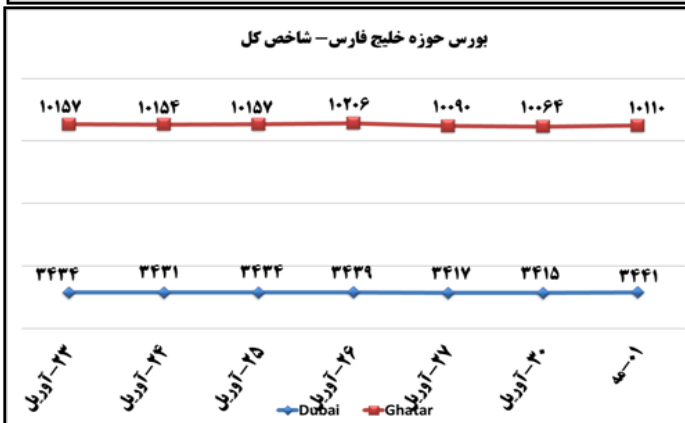 بورس حوزه خلیج فارس– شاخص کل
۱۰۱۵۷ ۱۰۱۵۴ ۱۰۱۵۷ ۱۰۲۰۶ ۱۰۰۹۰ ۱۰۰۶۴ ۱۰۱۱۰
۳۴۳۴ ۳۴۳۱ ۳۴۳۴ ۳۴۳۹ ۳۴۱۷ ۳۴۱۵ ۳۴۴۱
۲۳-آوریل ۲۴-آوریل ۲۵-آوریل ۲۶-آوریل ۲۷-آوریل ۳۰-آوریل ۰۱-مه
Dubai Ghatar